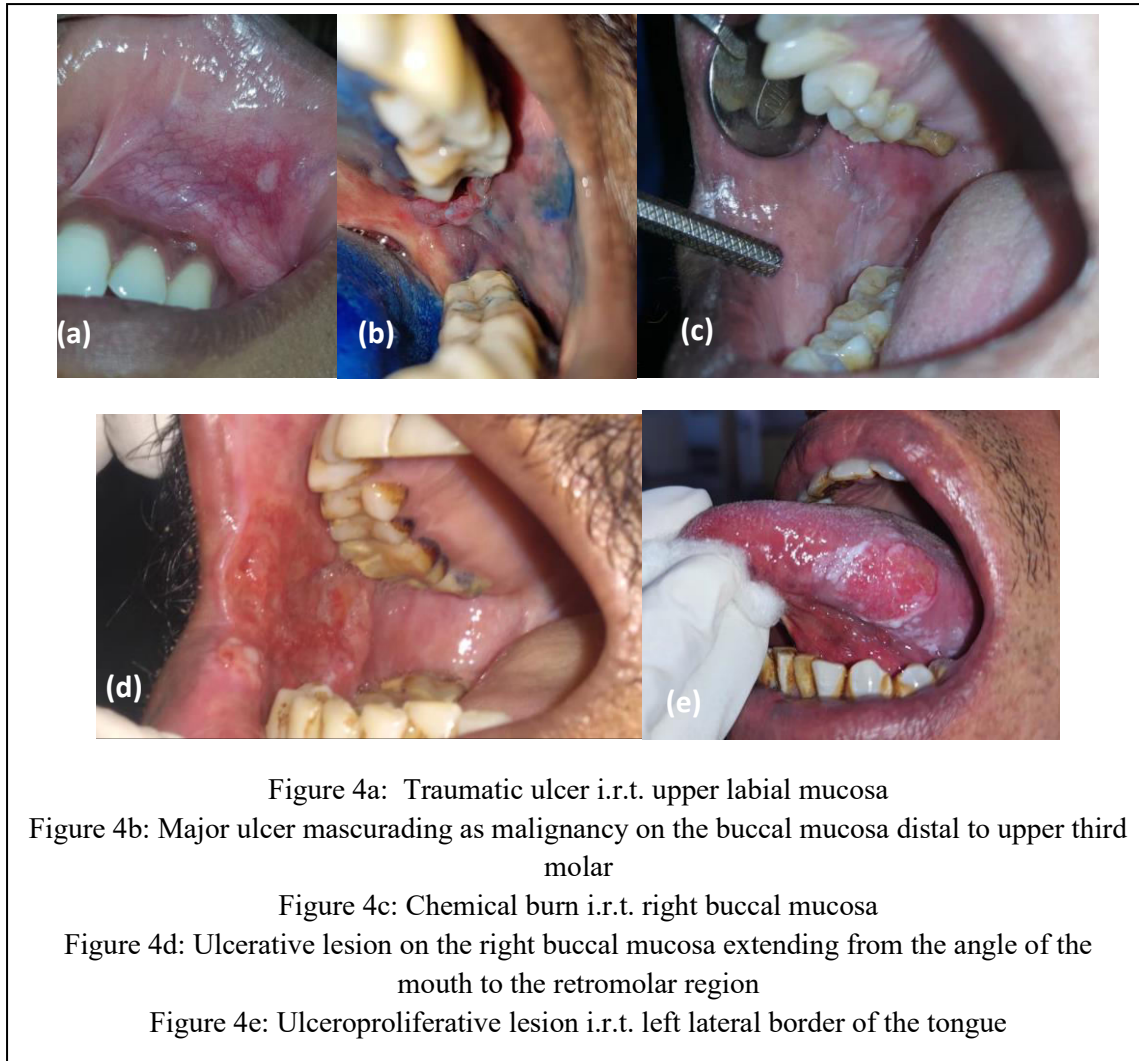 (a)
(b)
(c)
(d)
(e)
Figure 4a: Traumatic ulcer i.r.t. upper labial mucosa
Figure 4b: Major ulcer mascurading as malignancy on the buccal mucosa distal to upper third
molar
Figure 4c: Chemical burn i.r.t. right buccal mucosa
Figure 4d: Ulcerative lesion on the right buccal mucosa extending from the angle of the
mouth to the retromolar region
Figure 4e: Ulceroproliferative lesion i.r.t. left lateral border of the tongue